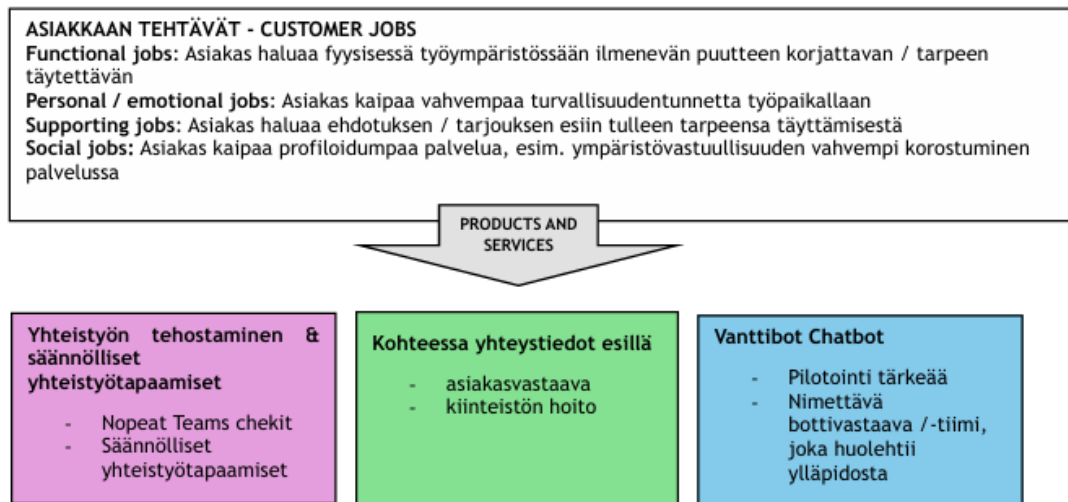 ASIAKKAAN TEHTÄVÄT - CUSTOMER JOBS
Functional jobs: Asiakas haluaa fyysisessä työympäristössään ilmenevän puutteen korjattavan / tarpeen
täytettävän
Personal / emotional jobs: Asiakas kaipaa vahvempaa turvallisuudentunnetta työpaikallaan
Supporting jobs: Asiakas haluaa ehdotuksen / tarjouksen esiin tulleen tarpeensa täyttämisestä
Social jobs: Asiakas kaipaa profiloidumpaa palvelua, esim. ympäristövastuullisuuden vahvempi korostuminen
palvelussa
PRODUCTS AND
SERVICES
Yhteistyön tehostaminen &
säännölliset
yhteistyötapaamiset
- Nopeat Teams chekit
- Säännölliset
yhteistyötapaamiset
Kohteessa yhteystiedot esillä
- asiakasvastaava
- kiinteistön hoito
Vanttibot Chatbot
- Pilotointi tärkeää
- Nimettävä
bottivastaava /-tiimi,
joka huolehtii
ylläpidosta